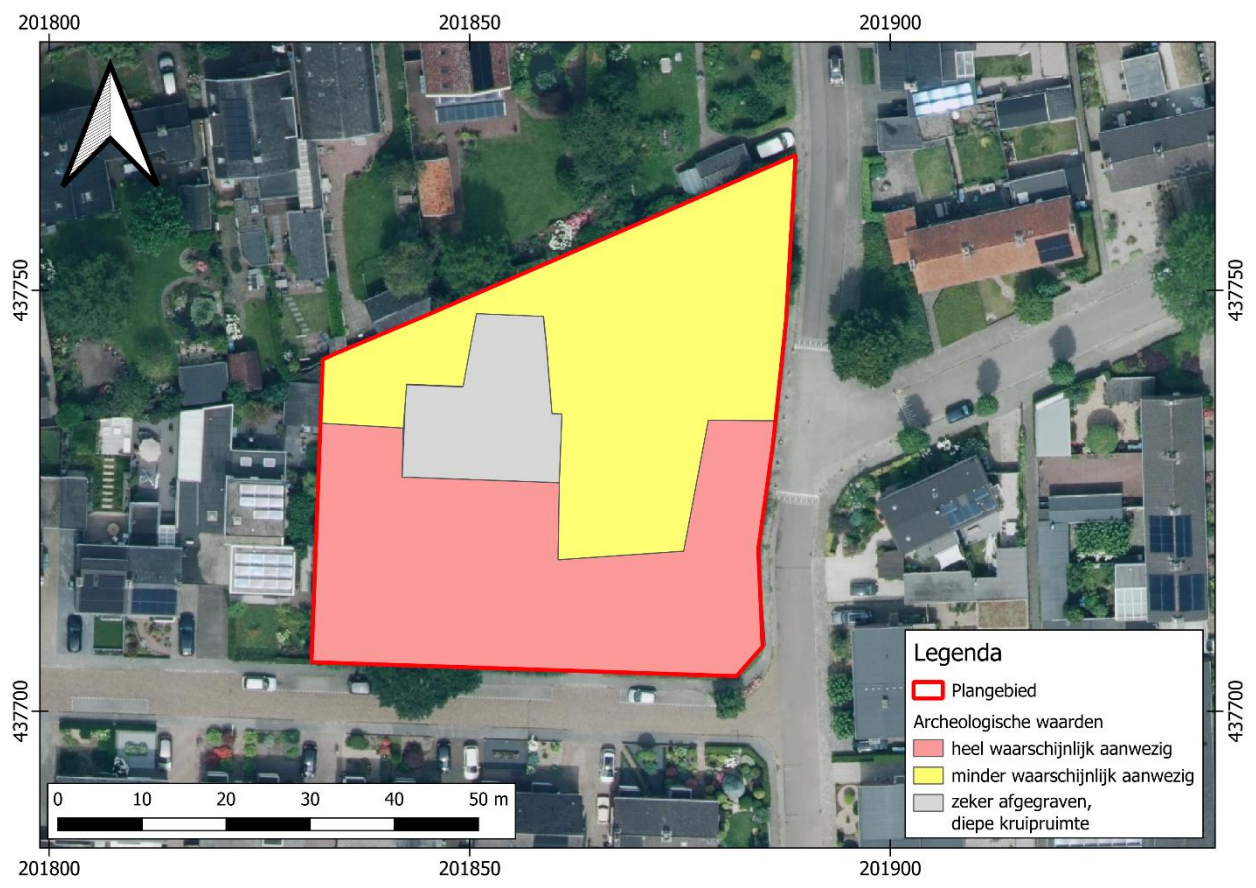 201800
201850
201900
437750
437750
437700
437700
Legenda
Plangebied
Archeologische waarden
heel waarschijnlijk aanwezig
minder waarschijnlijk aanwezig
zeker afgegraven,
diepe kruipruimte
0 10 20 30 40 50 m
201800
201850
201900